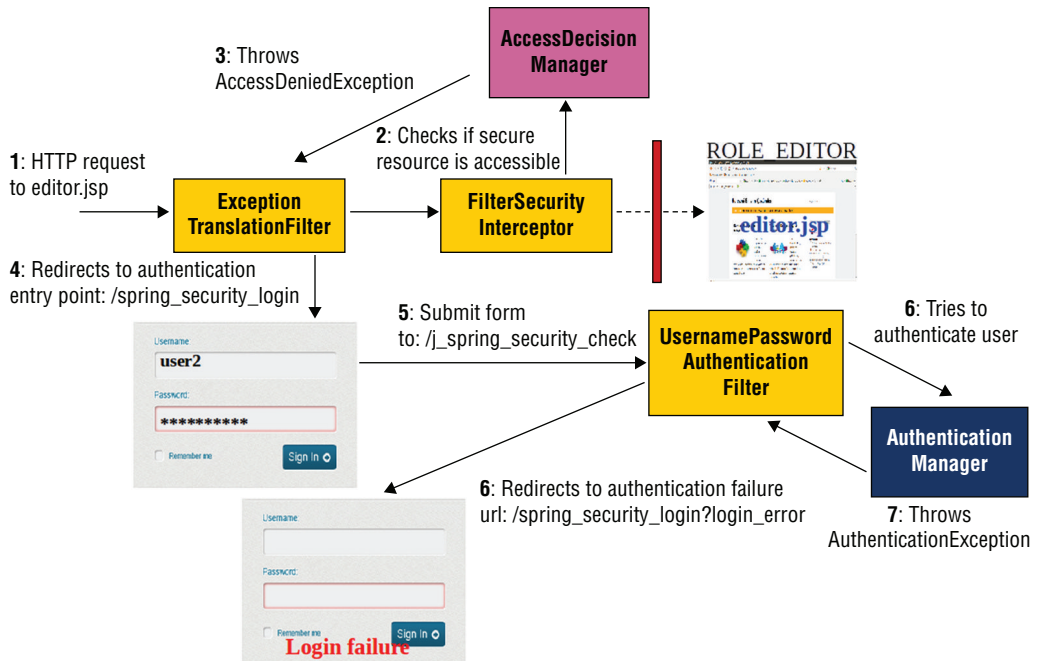 AccessDecision
Manager
3: Throws
AccessDeniedException
2: Checks if secure
resource is accessible
1: HTTP request
to editor.jsp
ROLE_EDITOR
Exception
TranslationFilter
FilterSecurity
Interceptor
editor.jsp
4: Redirects to authentication
entry point: /spring_security_login
5: Submit form
to: /j_spring_security_check
UsernamePassword
Authentication
Filter
6: Tries to
authenticate user
Username
user2
Password:
**********
Remember me
Sign In
Authentication
Manager
6: Redirects to authentication failure
url: /spring_security_login?login_error
7: Throws
AuthenticationException
Username
Password:
Remember me
Sign In
Login failure